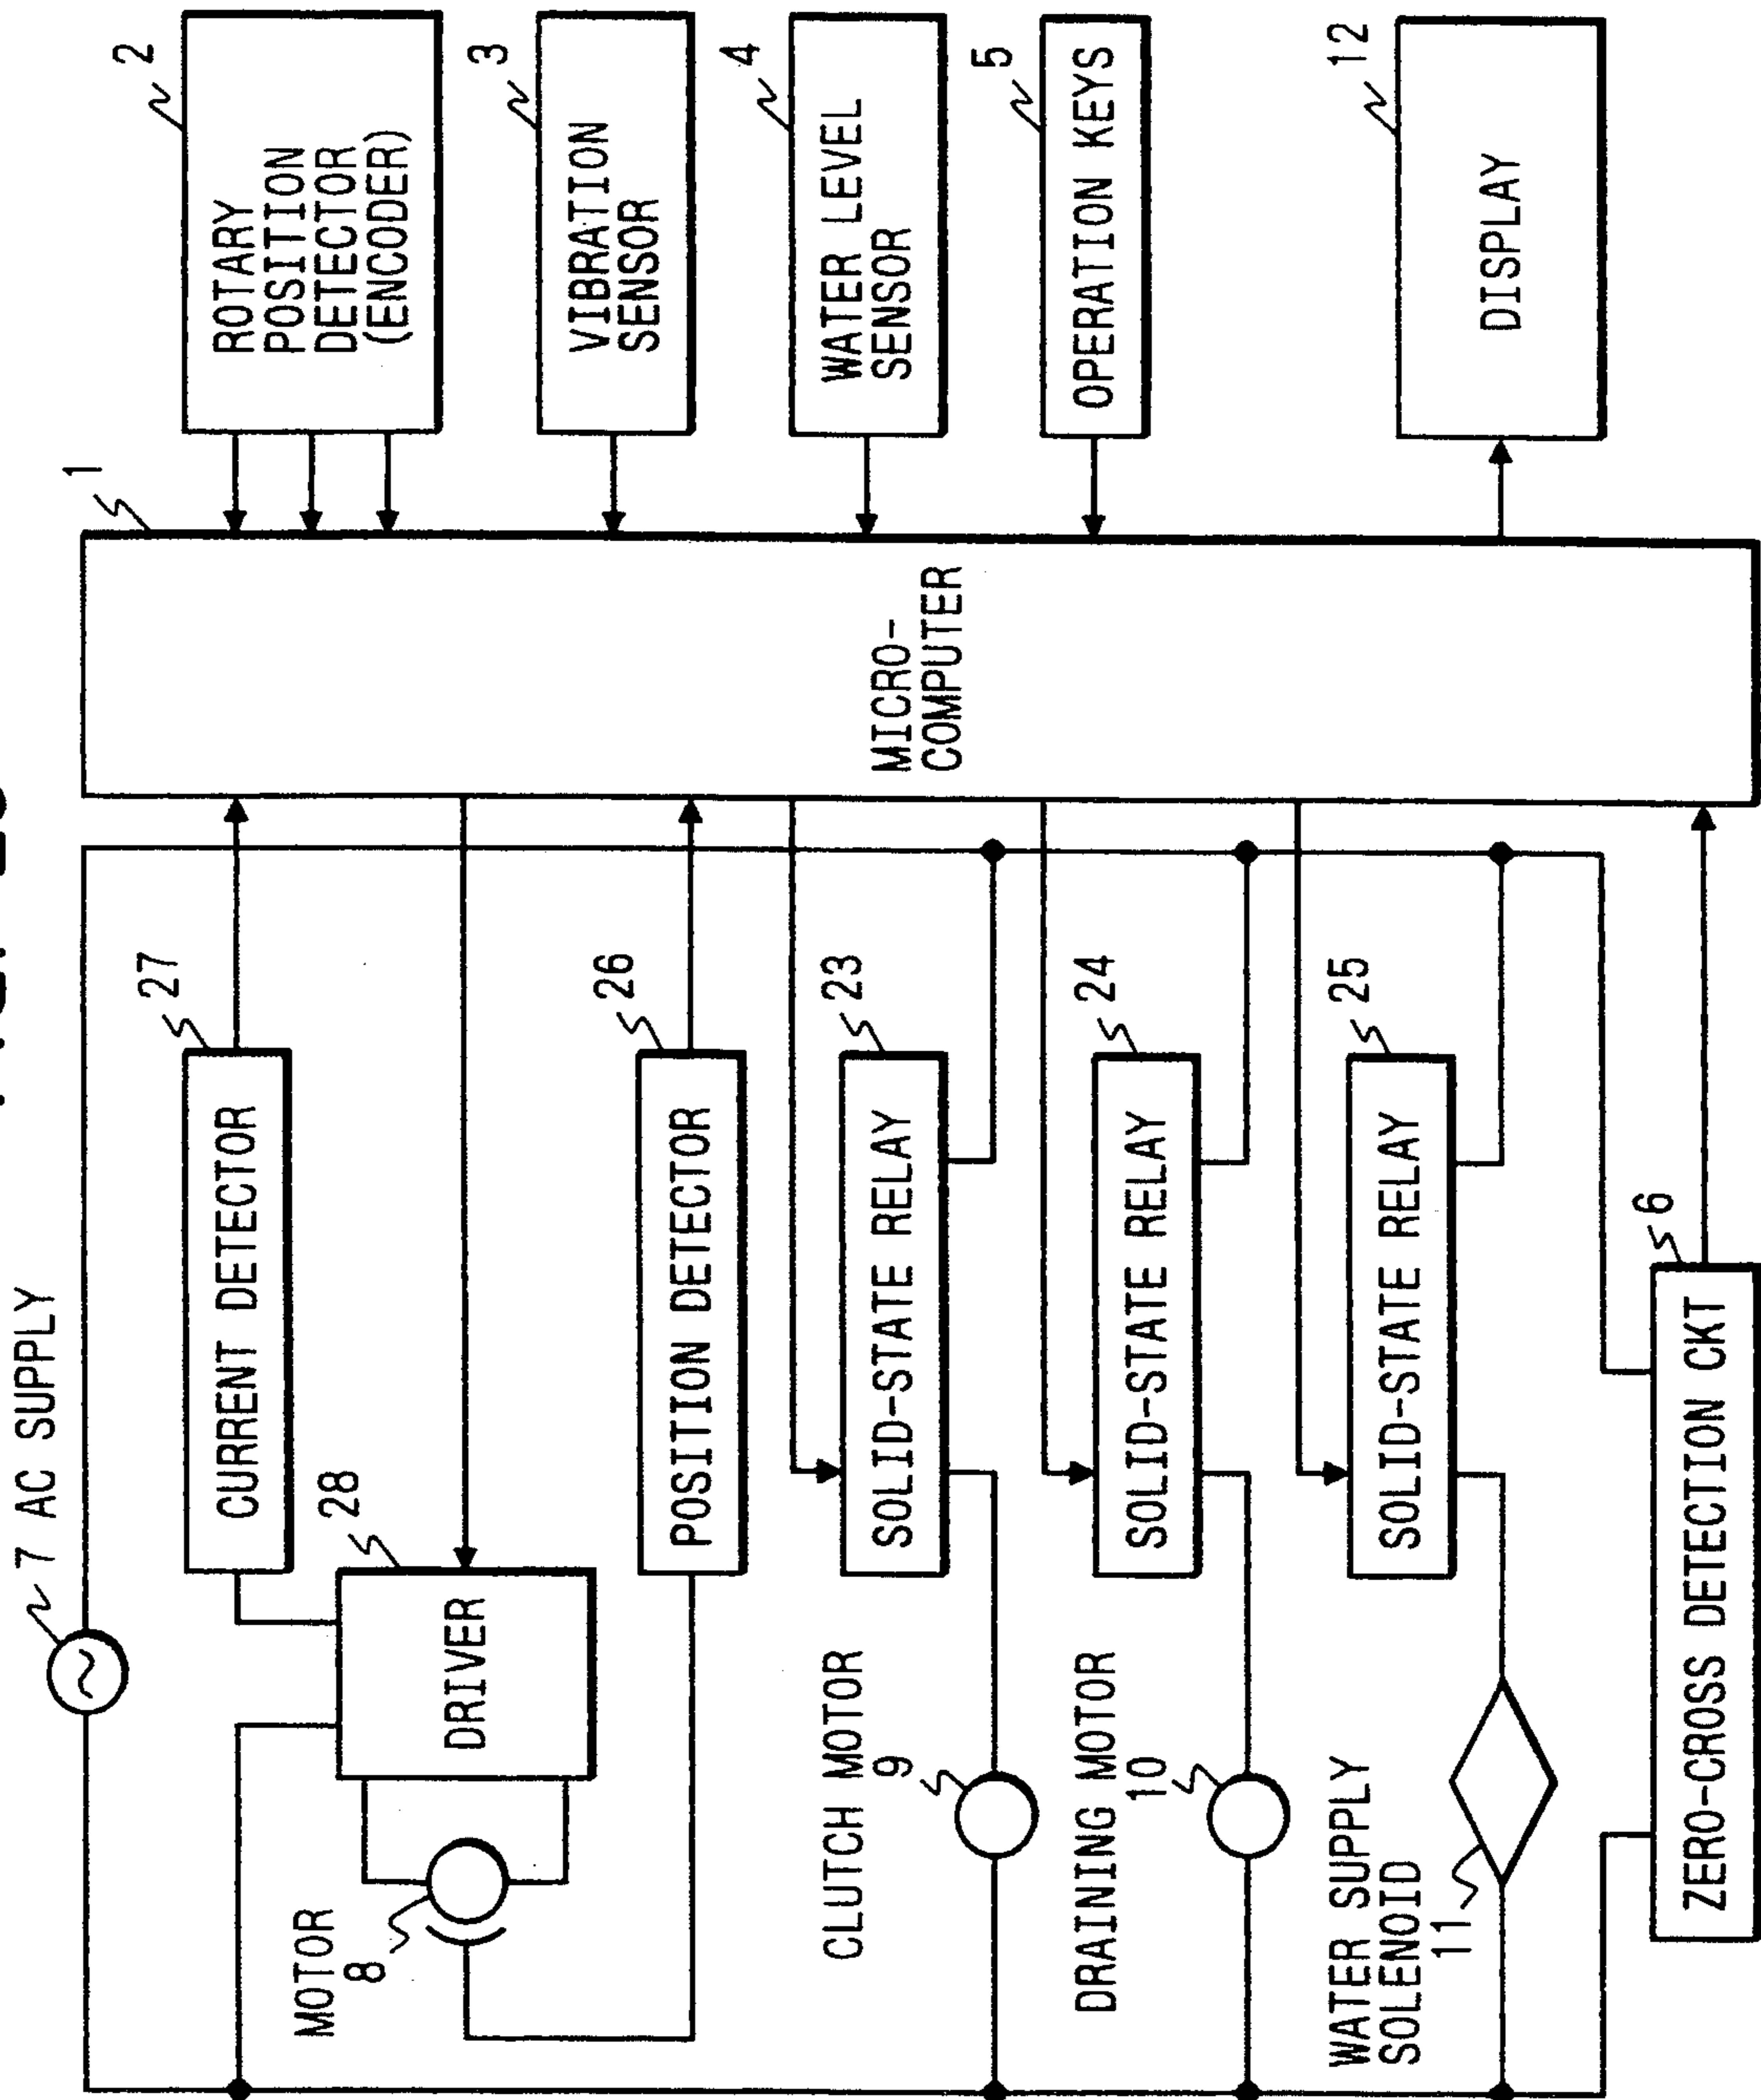 7 AC SUPPLY
CURRENT DETECTOR
27
DRIVER
28
MOTOR
8
POSITION DETECTOR
26
SOLID-STATE RELAY
23
CLUTCH MOTOR
9
SOLID-STATE RELAY
24
DRAINING MOTOR
10
SOLID-STATE RELAY
25
WATER SUPPLY
SOLENOID
11
ZERO-CROSS DETECTION CKT
6
MICRO-
COMPUTER
1
ROTARY
POSITION
DETECTOR
(ENCODER)
2
VIBRATION
SENSOR
3
WATER LEVEL
SENSOR
4
OPERATION KEYS
5
DISPLAY
12